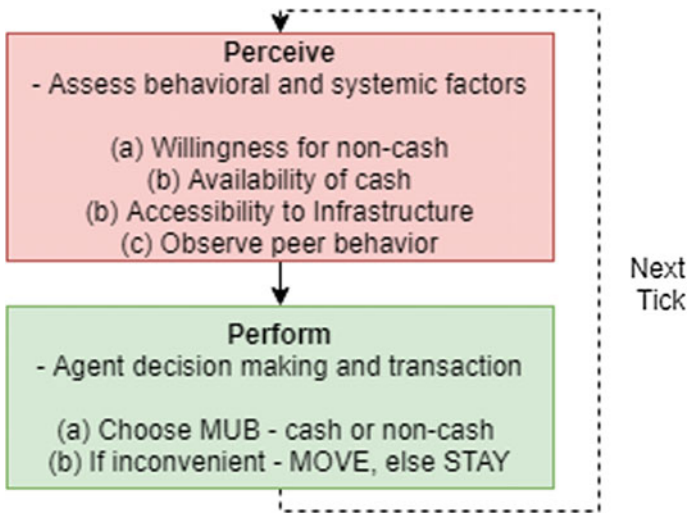 Perceive
- Assess behavioral and systemic factors
(a) Willingness for non-cash
(b) Availability of cash
(b) Accessibility to Infrastructure
(c) Observe peer behavior
Next
Tick
Perform
- Agent decision making and transaction
(a) Choose MUB - cash or non-cash
(b) If inconvenient - MOVE, else STAY